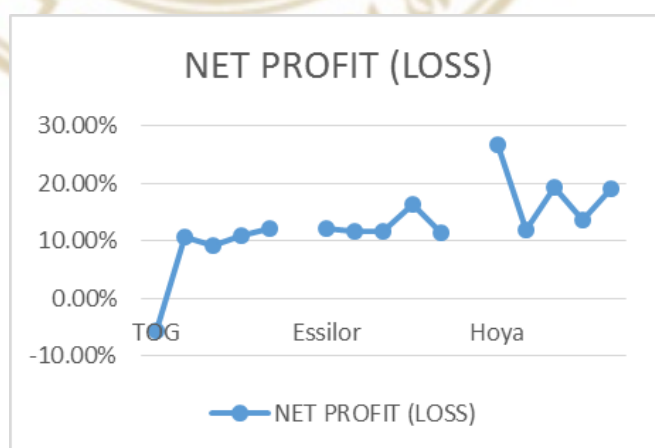 NET PROFIT (LOSS)
30.00%
20.00%
10.00%
0.00%
TOG Essilor Hoya
-10.00%
NET PROFIT (LOSS)